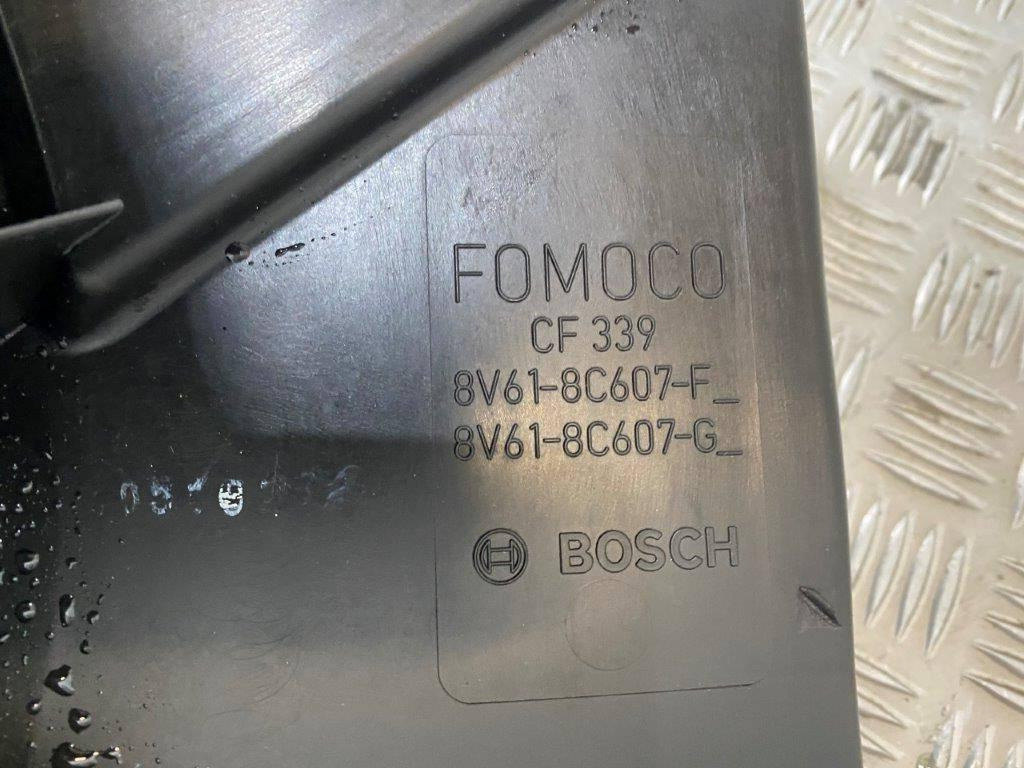 FOMOCO
CF 339
8V61-8C607-F_
8V61-8C607-G_
BOSCH